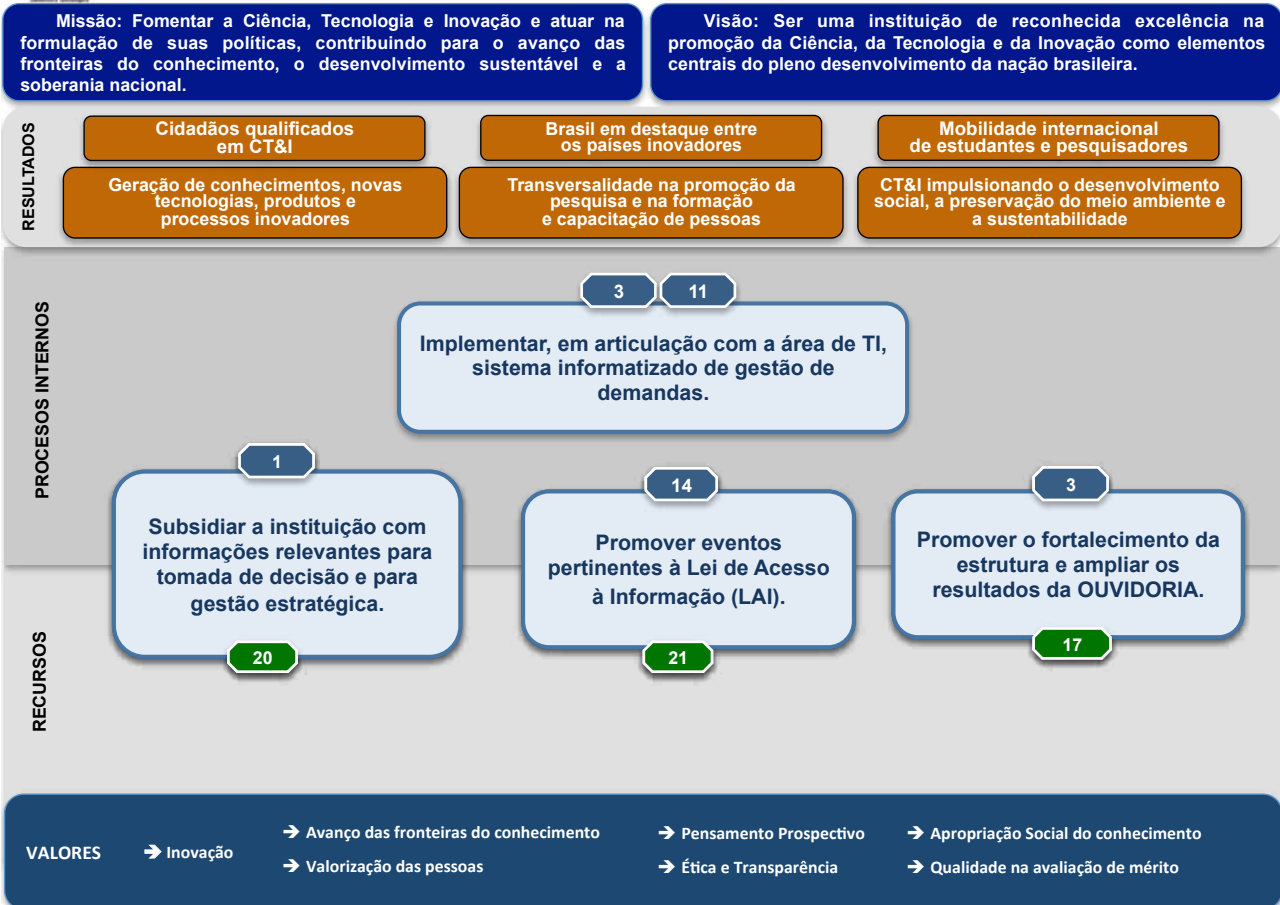 Missão: Fomentar a Ciência, Tecnologia e Inovação e atuar na
formulação de suas políticas, contribuindo para o avanço das
fronteiras do conhecimento, o desenvolvimento sustentável e a
soberania nacional.
Visão: Ser uma instituição de reconhecida excelência na
promoção da Ciência, da Tecnologia e da Inovação como elementos
centrais do pleno desenvolvimento da nação brasileira.
RESULTADOS
Cidadãos qualificados
em CT&I
Brasil em destaque entre
os países inovadores
Mobilidade internacional
de estudantes e pesquisadores
Geração de conhecimentos, novas
tecnologias, produtos e
processos inovadores
Transversalidade na promoção da
pesquisa e na formação
e capacitação de pessoas
CT&I impulsionando o desenvolvimento
social, a preservação do meio ambiente e
a sustentabilidade
PROCESOS INTERNOS
3
11
Implementar, em articulação com a área de TI,
sistema informatizado de gestão de
demandas.
1
Subsidiar a instituição com
informações relevantes para
tomada de decisão e para
gestão estratégica.
20
14
Promover eventos
pertinentes à Lei de Acesso
à Informação (LAI).
21
3
Promover o fortalecimento da
estrutura e ampliar os
resultados da OUVIDORIA.
17
RECURSOS
VALORES
➔ Inovação
➔ Avanço das fronteiras do conhecimento
➔ Valorização das pessoas
➔ Pensamento Prospectivo
➔ Ética e Transparência
➔ Apropriação Social do conhecimento
➔ Qualidade na avaliação de mérito